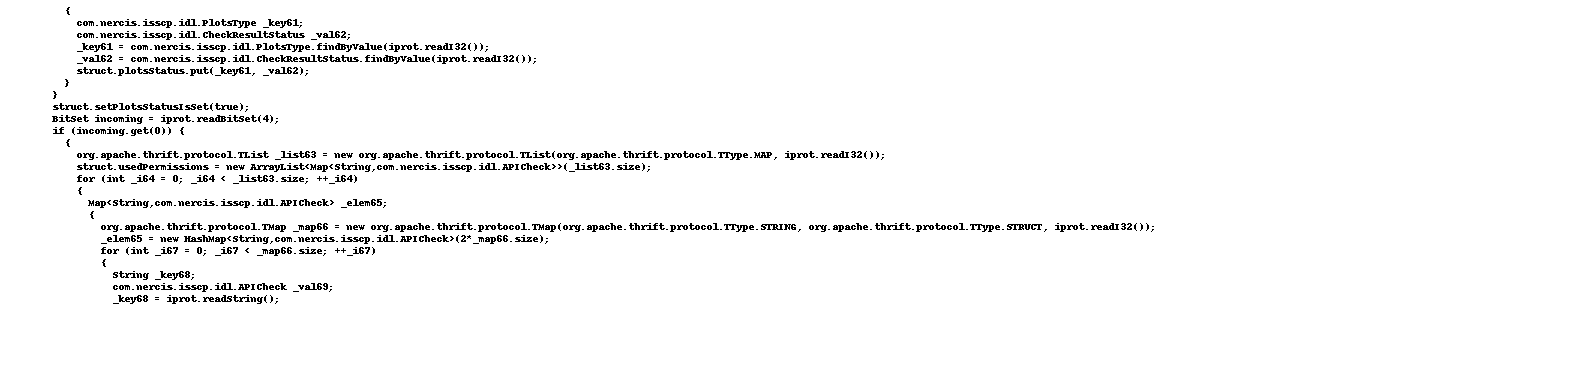 {
com.nercis.isscp.idl.PlotsType _key61;
com.nercis.isscp.idl.CheckResultStatus _val62;
_key61 = com.nercis.isscp.idl.PlotsType.findByValue(iprot.readI32());
_val62 = com.nercis.isscp.idl.CheckResultStatus.findByValue(iprot.readI32());
struct.plotsStatus.put(_key61, _val62);
}
}
struct.setPlotsStatusIsSet(true);
BitSet incoming = iprot.readBitSet(4);
if (incoming.get(0)) {
{
org.apache.thrift.protocol.TList _list63 = new org.apache.thrift.protocol.TList(org.apache.thrift.protocol.TType.MAP, iprot.readI32());
struct.usedPermissions = new ArrayList<Map<String,com.nercis.isscp.idl.APICheck>>(_list63.size);
for (int _i64 = 0; _i64 < _list63.size; ++_i64)
{
Map<String,com.nercis.isscp.idl.APICheck> _elem65;
{
org.apache.thrift.protocol.TMap _map66 = new org.apache.thrift.protocol.TMap(org.apache.thrift.protocol.TType.STRING, org.apache.thrift.protocol.TType.STRUCT, iprot.readI32());
_elem65 = new HashMap<String,com.nercis.isscp.idl.APICheck>(2*_map66.size);
for (int _i67 = 0; _i67 < _map66.size; ++_i67)
{
String _key68;
com.nercis.isscp.idl.APICheck _val69;
_key68 = iprot.readString();